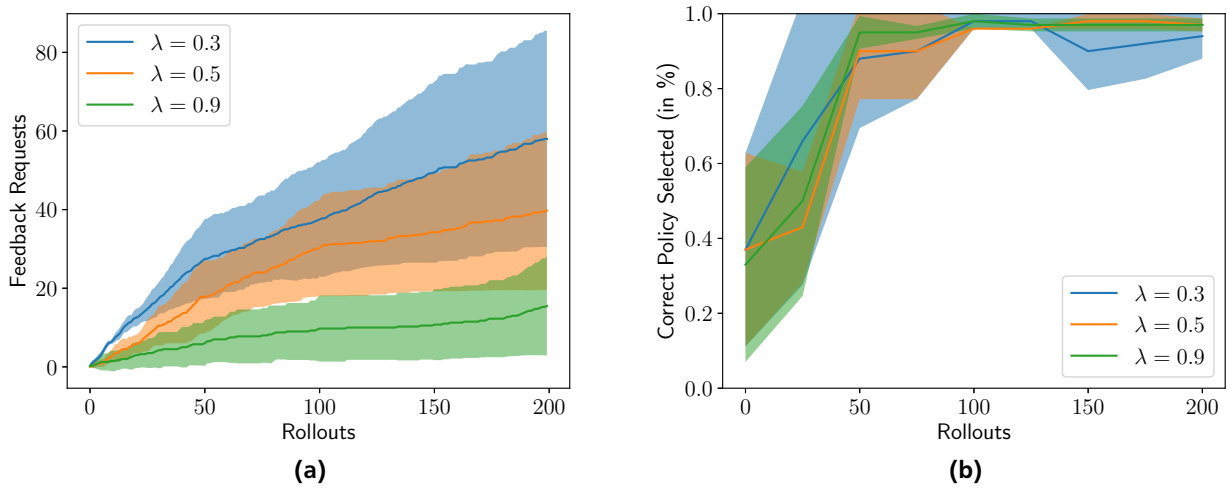 80
60
40
20
0
Feedback Requests
λ = 0.3
λ = 0.5
λ = 0.9
0 50 100 150 200
Rollouts
(a)
1.0
0.8
0.6
0.4
0.2
0.0
Correct Policy Selected (in %)
λ = 0.3
λ = 0.5
λ = 0.9
0 50 100 150 200
Rollouts
(b)